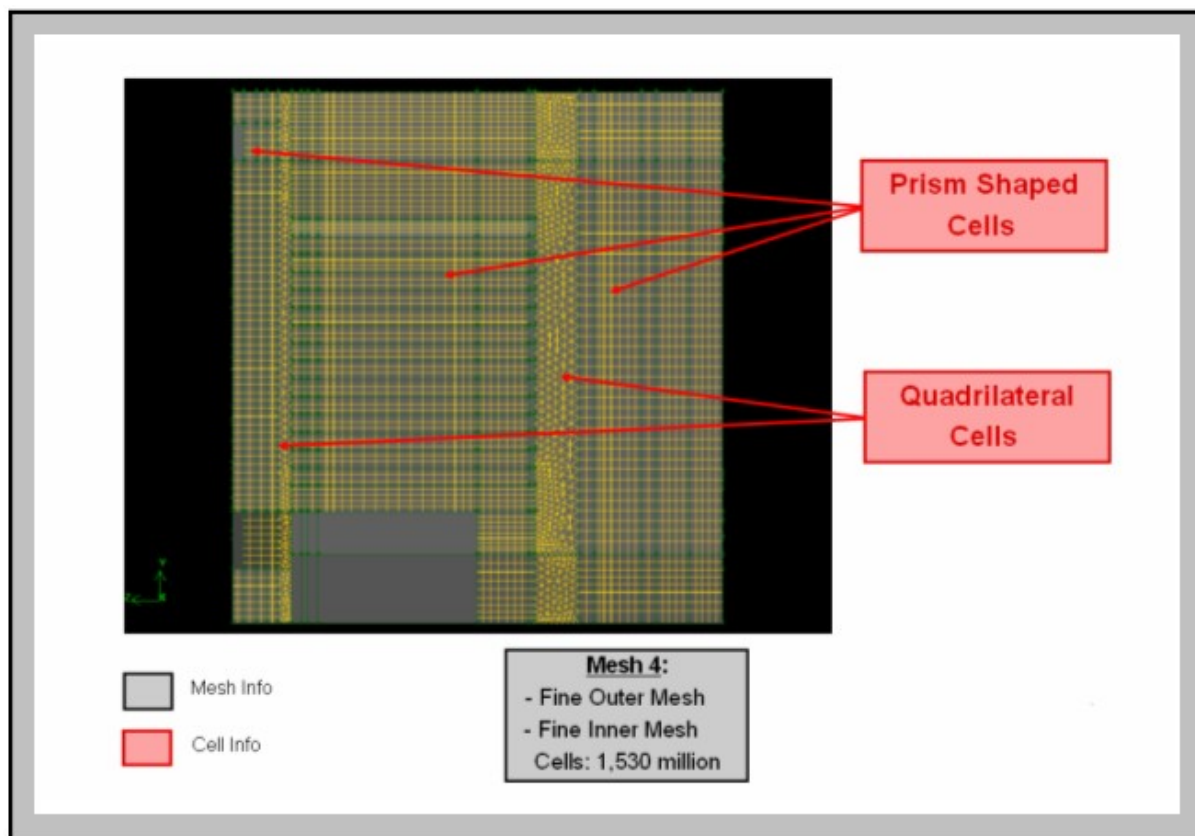 Prism Shaped
Cells
Quadrilateral
Cells
Mesh Info
Cell Info
Mesh 4:
- Fine Outer Mesh
- Fine Inner Mesh
Cells: 1,530 million